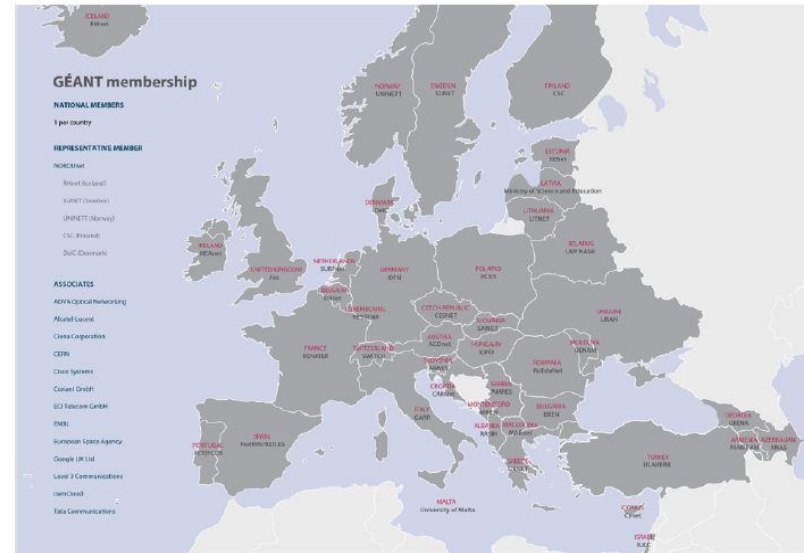 GÉANT membership
NATIONAL MEMBERS
1 per country
REPRESENTATIVE MEMBER
NORDUnet
RHnet (Iceland)
SUNET (Sweden)
UNINETT (Norway)
CSC (Finland)
DeIC (Denmark)
ASSOCIATES
ADVA Optical Networking
Alcatel-Lucent
Ciena Corporation
CERN
Cisco Systems
Coriant GmbH
ECI Telecom GmbH
EMBL
European Space Agency
Google UK Ltd
Level 3 Communications
Tata Communications
ICELAND
RHnet
NORWAY
UNINETT
SWEDEN
SUNET
FINLAND
CSC
ESTONIA
EENet
LATVIA
Ministry of Science and Education
LITHUANIA
LITNET
DENMARK
DeIC
BELARUS
IRELAND
HEAnet
UNITED KINGDOM
NETHERLANDS
SURFnet
BELGIUM
LUXEMBOURG
GERMANY
DFN
POLAND
UKRAINE
URAN
CZECH REPUBLIC
CESNET
SLOVAKIA
SANET
FRANCE
RENATER
SWITZERLAND
SWITCH
AUSTRIA
ACOnet
HUNGARY
MOLDOVA
RENAM
ROMANIA
RoEduNet
SLOVENIA
ARNES
CROATIA
CARNet
SERBIA
AMRES
ITALY
GARR
MONTENEGRO
MREN
BULGARIA
BREN
ALBANIA
RASH
MACEDONIA
MARnet
PORTUGAL
SPAIN
RedIRIS/RED.ES
GREECE
GRNET
TURKEY
ULAKBIM
GEORGIA
GRENA
ARMENIA
AZERBAIJAN
MALTA
University of Malta
CYPRUS
CyNet
ISRAEL
IUCC